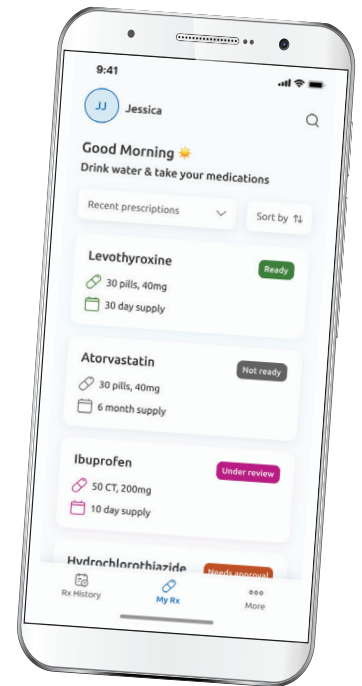 9:41
JJ
Jessica
Good Morning
Drink water & take your medications
Recent prescriptions
Sort by
Levothyroxine
Ready
30 pills, 40mg
30 day supply
Atorvastatin
Not ready
30 pills, 40mg
6 month supply
Ibuprofen
Under review
50 CT, 200mg
10 day supply
Hydrochlorothiazide
Needs approval
Rx History
My Rx
More